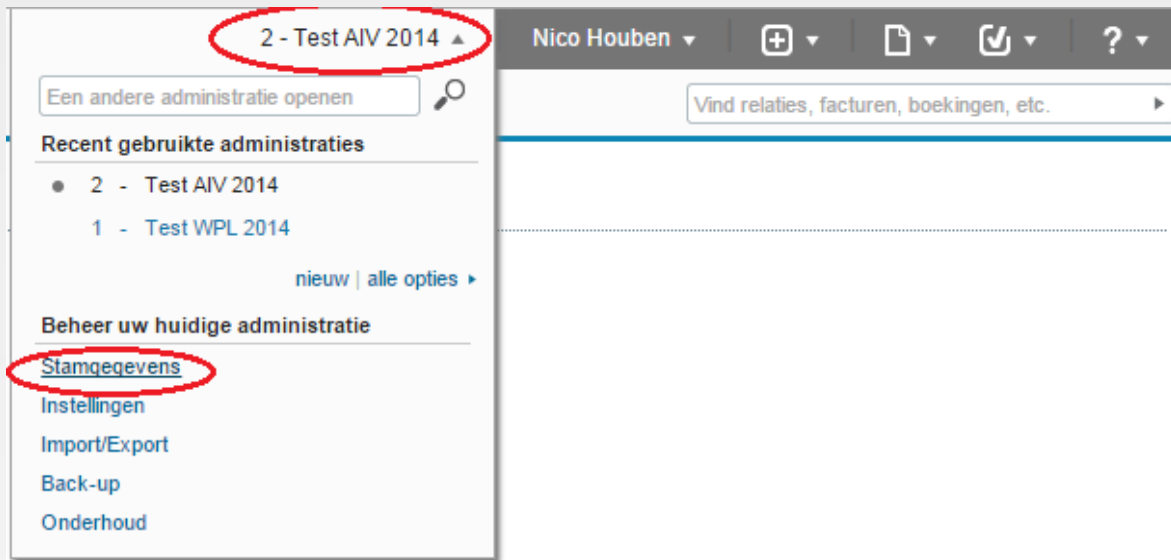 2 - Test AIV 2014
Nico Houben
?
Een andere administratie openen
Vind relaties, facturen, boekingen, etc.
Recent gebruikte administraties
2 - Test AIV 2014
1 - Test WPL 2014
nieuw | alle opties
Beheer uw huidige administratie
Stamgegevens
Instellingen
Import/Export
Back-up
Onderhoud